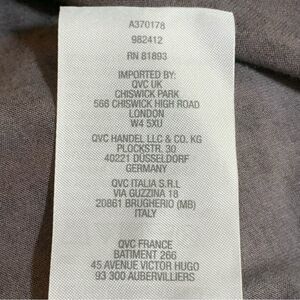 A370178
982412
RN 81893
IMPORTED BY:
QVC UK
CHISWICK PARK
566 CHISWICK HIGH ROAD
LONDON
W4 5XU
QVC HANDEL LLC & CO. KG
PLOCKSTR. 30
40221 DÜSSELDORF
GERMANY
QVC ITALIA S.R.L
VIA GUZZINA 18
20861 BRUGHERIO (MB)
ITALY
QVC FRANCE
BATIMENT 266
45 AVENUE VICTOR HUGO
93 300 AUBERVILLIERS